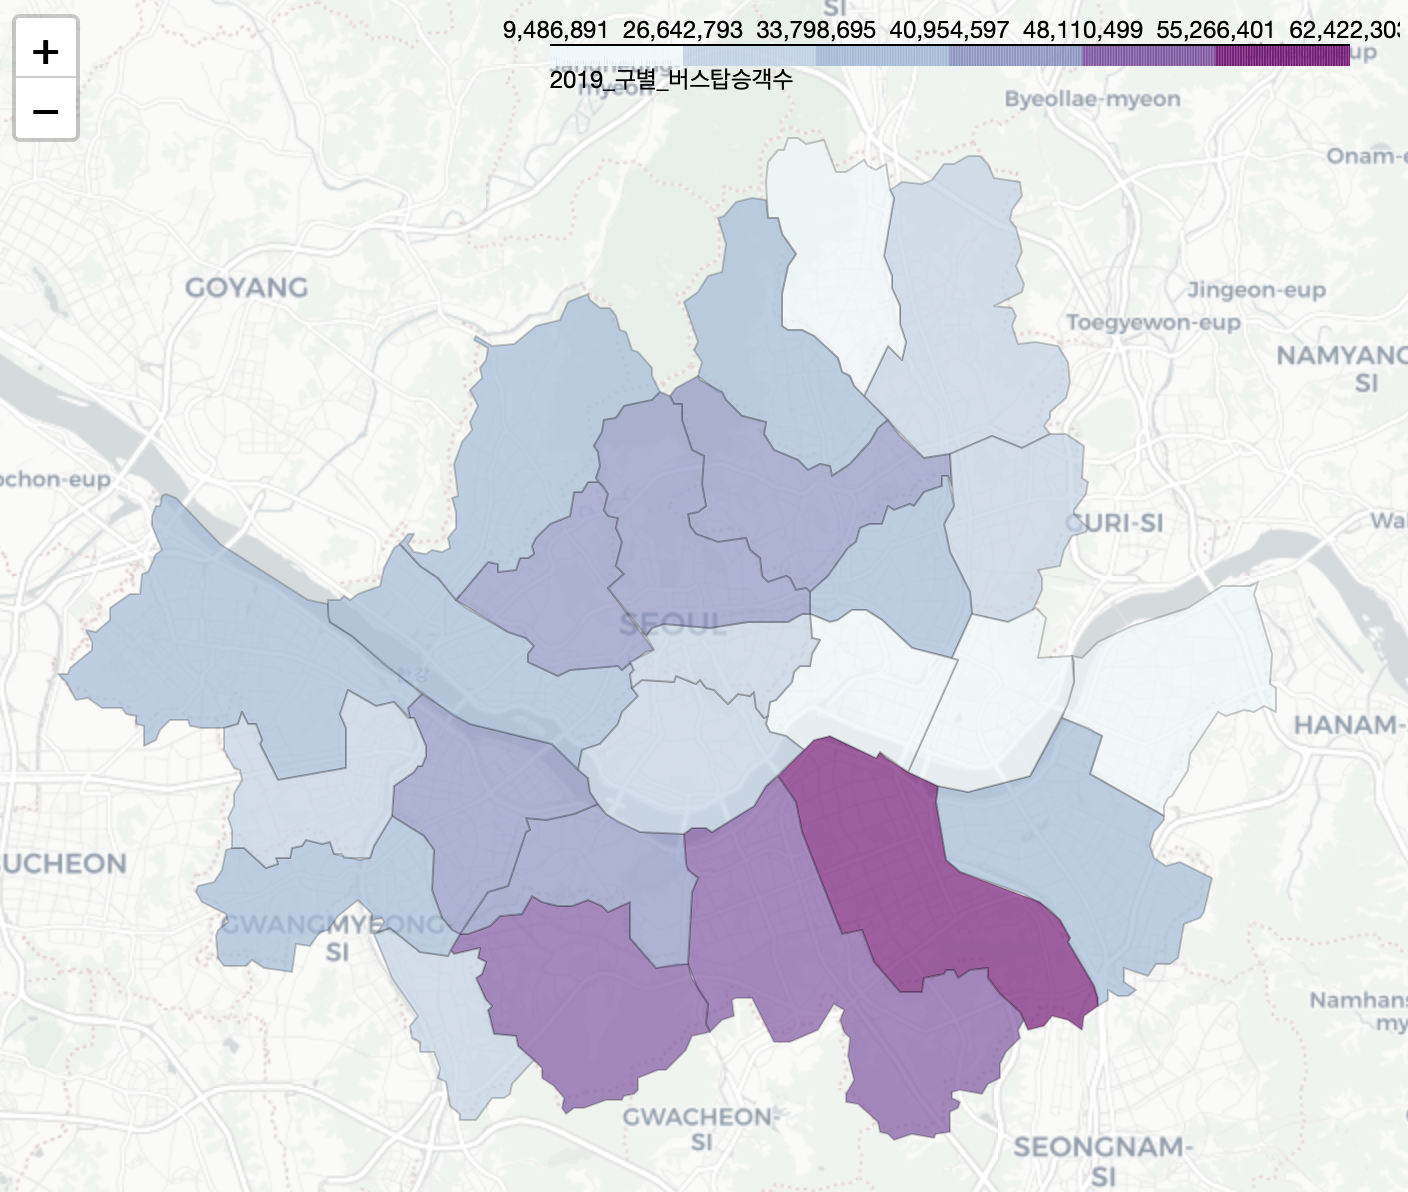 SI
9,486,891 26,642,793 33,798,695 40,954,597 48,110,499 55,266,401 62,422,30
up
myeon
2019_구별_버스탑승객수
+
−
Byeollae-myeon
Onam-e
GOYANG
Jingeon-eup
Toegyewon-eup
NAMYANG
SI
ochon-eup
GURI-SI
Wa
SEOUL
한강
HANAM-
BUCHEON
GWANGMYEONG-
SI
Namhans
my
GWACHEON-
SI
SEONGNAM-
SI